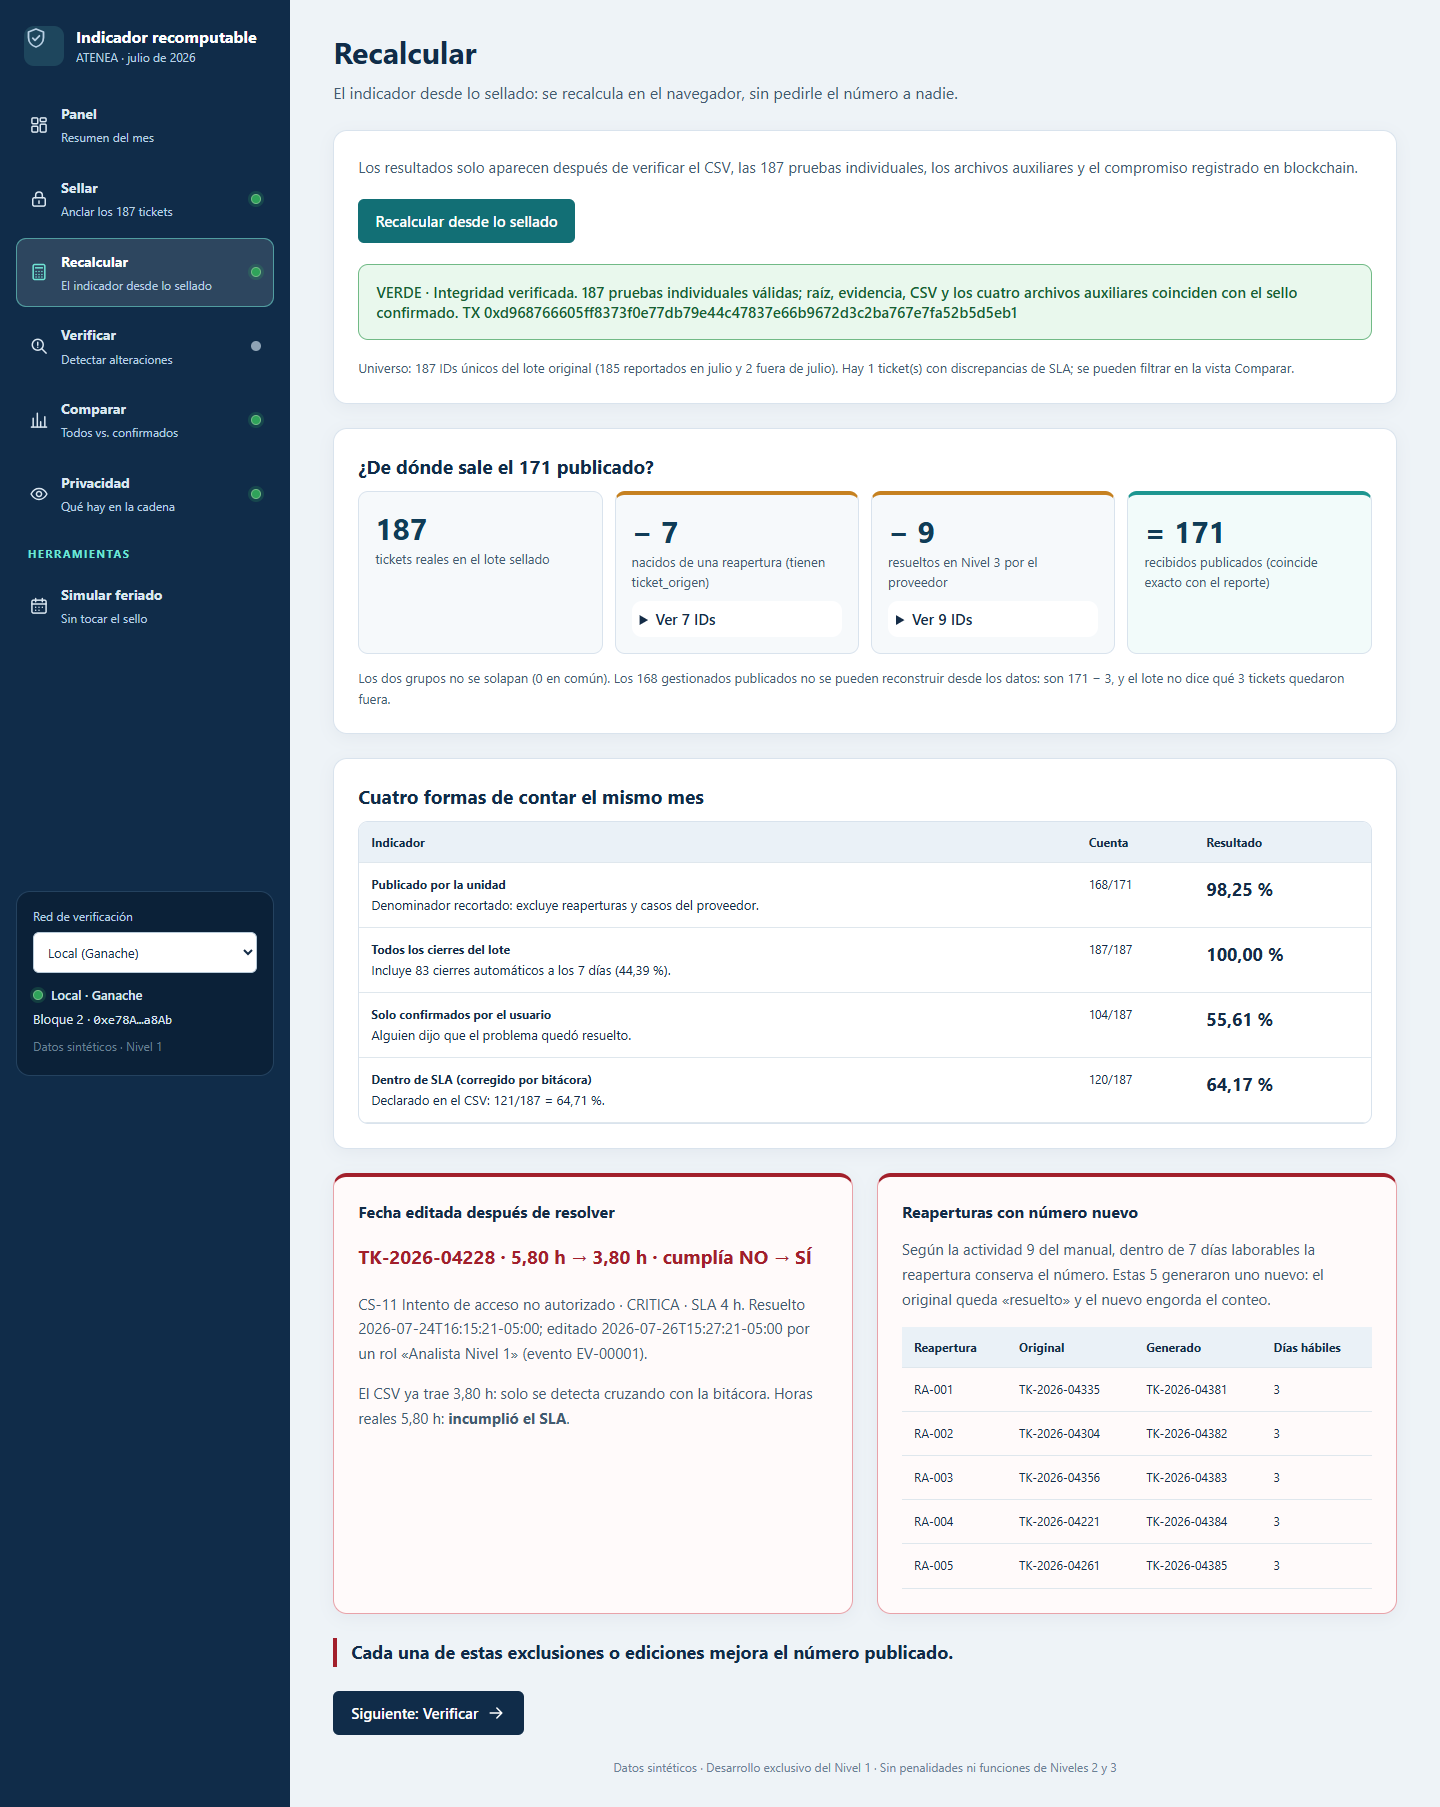 Indicador recomputable
ATENEA · julio de 2026
Panel
Resumen del mes
Sellar
Anclar los 187 tickets
Recalcular
El indicador desde lo sellado
Verificar
Detectar alteraciones
Comparar
Todos vs. confirmados
Privacidad
Qué hay en la cadena
HERRAMIENTAS
Simular feriado
Sin tocar el sello
Red de verificación
Local (Ganache)
Local · Ganache
Bloque 2 · 0xe78A…a8Ab
Datos sintéticos · Nivel 1
Recalcular
El indicador desde lo sellado: se recalcula en el navegador, sin pedirle el número a nadie.
Los resultados solo aparecen después de verificar el CSV, las 187 pruebas individuales, los archivos auxiliares y el compromiso registrado en blockchain.
Recalcular desde lo sellado
VERDE · Integridad verificada. 187 pruebas individuales válidas; raíz, evidencia, CSV y los cuatro archivos auxiliares coinciden con el sello
confirmado. TX 0xd968766605ff8373f0e77db79e44c47837e66b9672d3c2ba767e7fa52b5d5eb1
Universo: 187 IDs únicos del lote original (185 reportados en julio y 2 fuera de julio). Hay 1 ticket(s) con discrepancias de SLA; se pueden filtrar en la vista Comparar.
¿De dónde sale el 171 publicado?
187
tickets reales en el lote sellado
− 7
nacidos de una reapertura (tienen
ticket_origen)
▶ Ver 7 IDs
− 9
resueltos en Nivel 3 por el
proveedor
▶ Ver 9 IDs
= 171
recibidos publicados (coincide
exacto con el reporte)
Los dos grupos no se solapan (0 en común). Los 168 gestionados publicados no se pueden reconstruir desde los datos: son 171 − 3, y el lote no dice qué 3 tickets quedaron
fuera.
Cuatro formas de contar el mismo mes
Indicador Cuenta Resultado
Publicado por la unidad 168/171 98,25 %
Denominador recortado: excluye reaperturas y casos del proveedor.
Todos los cierres del lote 187/187 100,00 %
Incluye 83 cierres automáticos a los 7 días (44,39 %).
Solo confirmados por el usuario 104/187 55,61 %
Alguien dijo que el problema quedó resuelto.
Dentro de SLA (corregido por bitácora) 120/187 64,17 %
Declarado en el CSV: 121/187 = 64,71 %.
Fecha editada después de resolver
TK-2026-04228 · 5,80 h → 3,80 h · cumplía NO → SÍ
CS-11 Intento de acceso no autorizado · CRITICA · SLA 4 h. Resuelto
2026-07-24T16:15:21-05:00; editado 2026-07-26T15:27:21-05:00 por
un rol «Analista Nivel 1» (evento EV-00001).
El CSV ya trae 3,80 h: solo se detecta cruzando con la bitácora. Horas
reales 5,80 h: incumplió el SLA.
Reaperturas con número nuevo
Según la actividad 9 del manual, dentro de 7 días laborables la
reapertura conserva el número. Estas 5 generaron uno nuevo: el
original queda «resuelto» y el nuevo engorda el conteo.
Reapertura Original Generado Días hábiles
RA-001 TK-2026-04335 TK-2026-04381 3
RA-002 TK-2026-04304 TK-2026-04382 3
RA-003 TK-2026-04356 TK-2026-04383 3
RA-004 TK-2026-04221 TK-2026-04384 3
RA-005 TK-2026-04261 TK-2026-04385 3
Cada una de estas exclusiones o ediciones mejora el número publicado.
Siguiente: Verificar →
Datos sintéticos · Desarrollo exclusivo del Nivel 1 · Sin penalidades ni funciones de Niveles 2 y 3